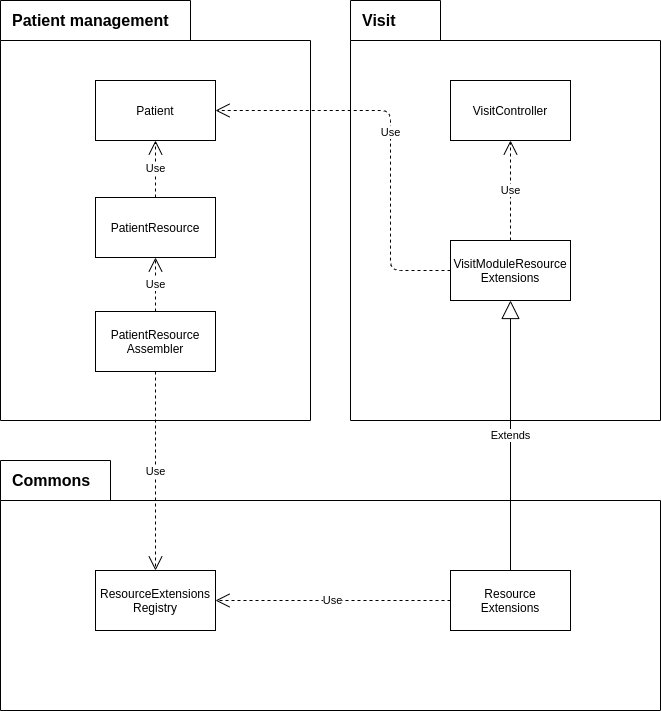 Patient management
Visit
Patient
Use
VisitController
Use
PatientResource
Use
VisitModuleResource
Extensions
Use
PatientResource
Assembler
Extends
Use
Commons
ResourceExtensions
Registry
Use
Resource
Extensions